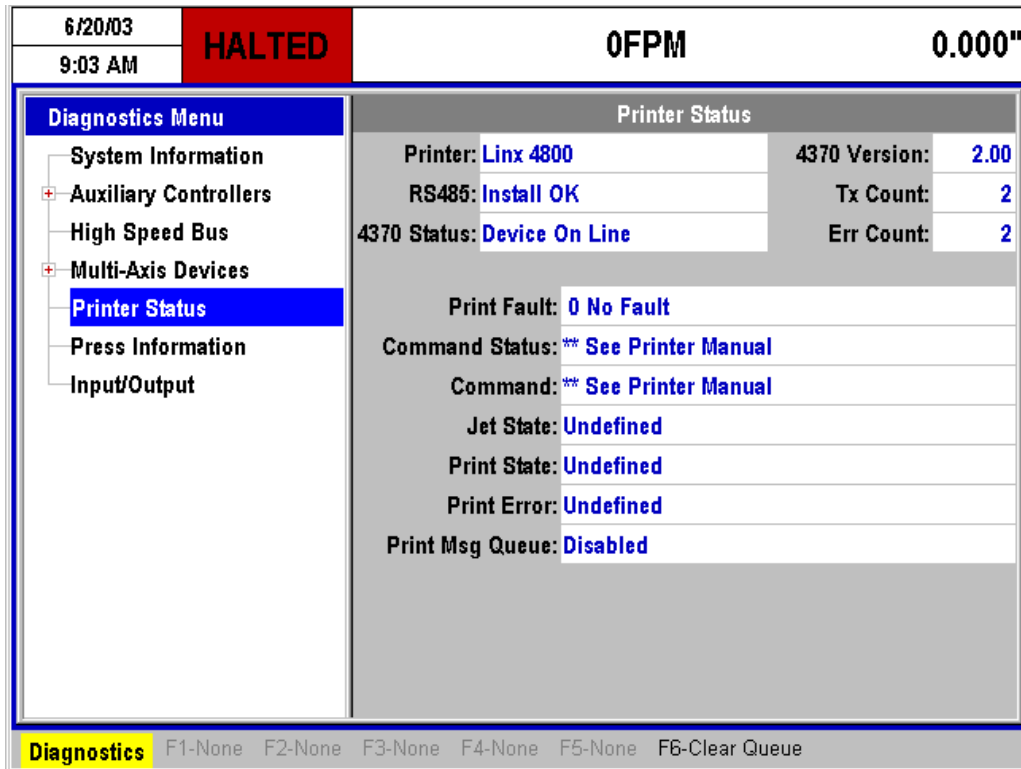 6/20/03
9:03 AM
HALTED
0FPM
0.000"
Diagnostics Menu
System Information
Auxiliary Controllers
High Speed Bus
Multi-Axis Devices
Printer Status
Press Information
Input/Output
Printer Status
Printer: Linx 4800 4370 Version: 2.00
RS485: Install OK Tx Count: 2
4370 Status: Device On Line Err Count: 2
Print Fault: 0 No Fault
Command Status: ** See Printer Manual
Command: ** See Printer Manual
Jet State: Undefined
Print State: Undefined
Print Error: Undefined
Print Msg Queue: Disabled
Diagnostics F1-None F2-None F3-None F4-None F5-None F6-Clear Queue